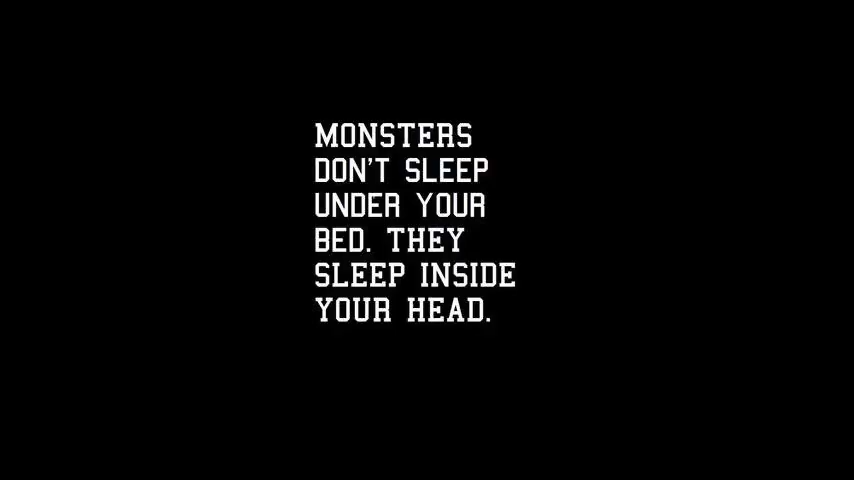 MONSTERS
DON'T SLEEP
UNDER YOUR
BED. THEY
SLEEP INSIDE
YOUR HEAD.